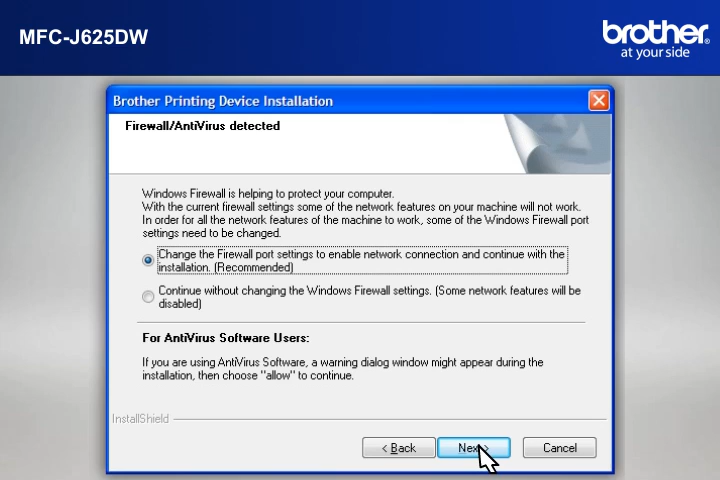 MFC-J625DW
brother
at your side
Brother Printing Device Installation
Firewall/AntiVirus detected
Windows Firewall is helping to protect your computer.
With the current firewall settings some of the network features on your machine will not work.
In order for all the network features of the machine to work, some of the Windows Firewall port
settings need to be changed.
Change the Firewall port settings to enable network connection and continue with the
installation. (Recommended)
Continue without changing the Windows Firewall settings. (Some network features will be
disabled)
For AntiVirus Software Users:
If you are using AntiVirus Software, a warning dialog window might appear during the
installation, then choose "allow" to continue.
InstallShield
< Back Next > Cancel